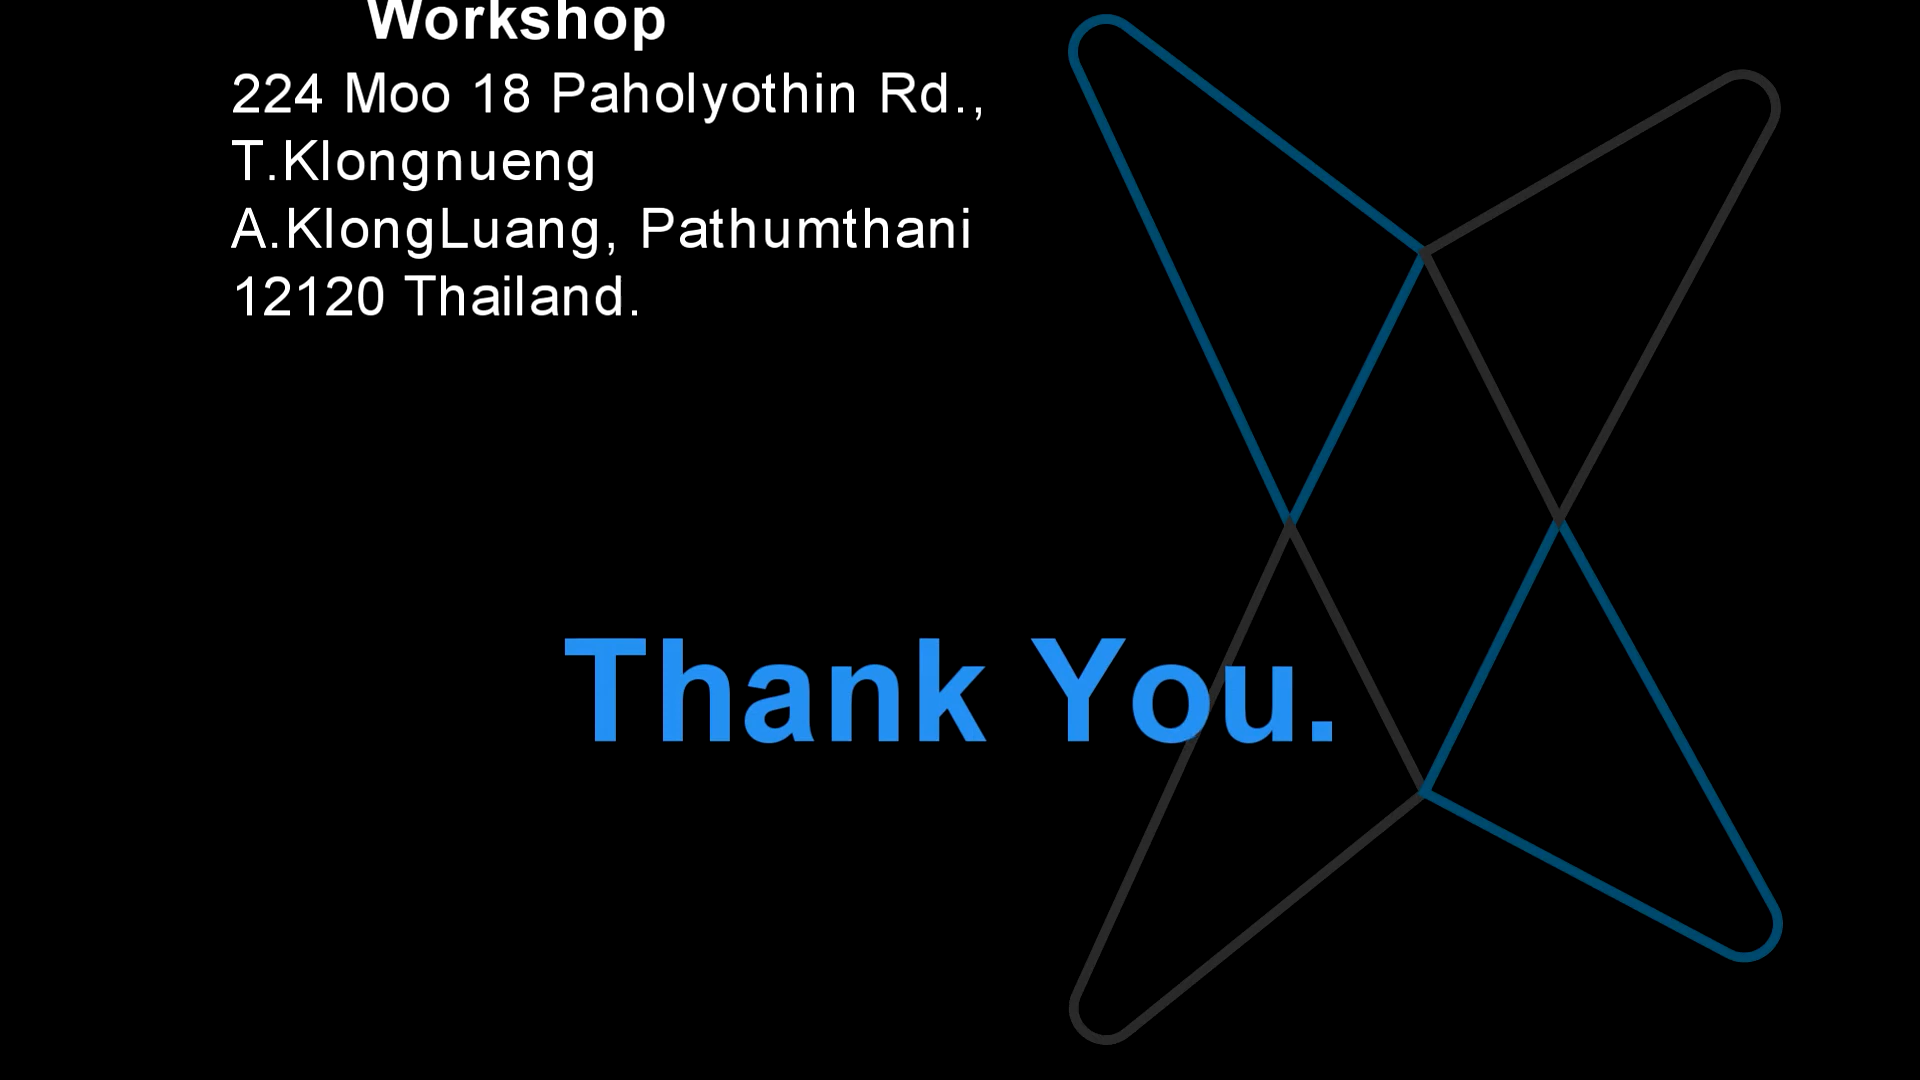 Workshop
224 Moo 18 Paholyothin Rd.,
T.Klongnueng
A.KlongLuang, Pathumthani
12120 Thailand.
Thank You.